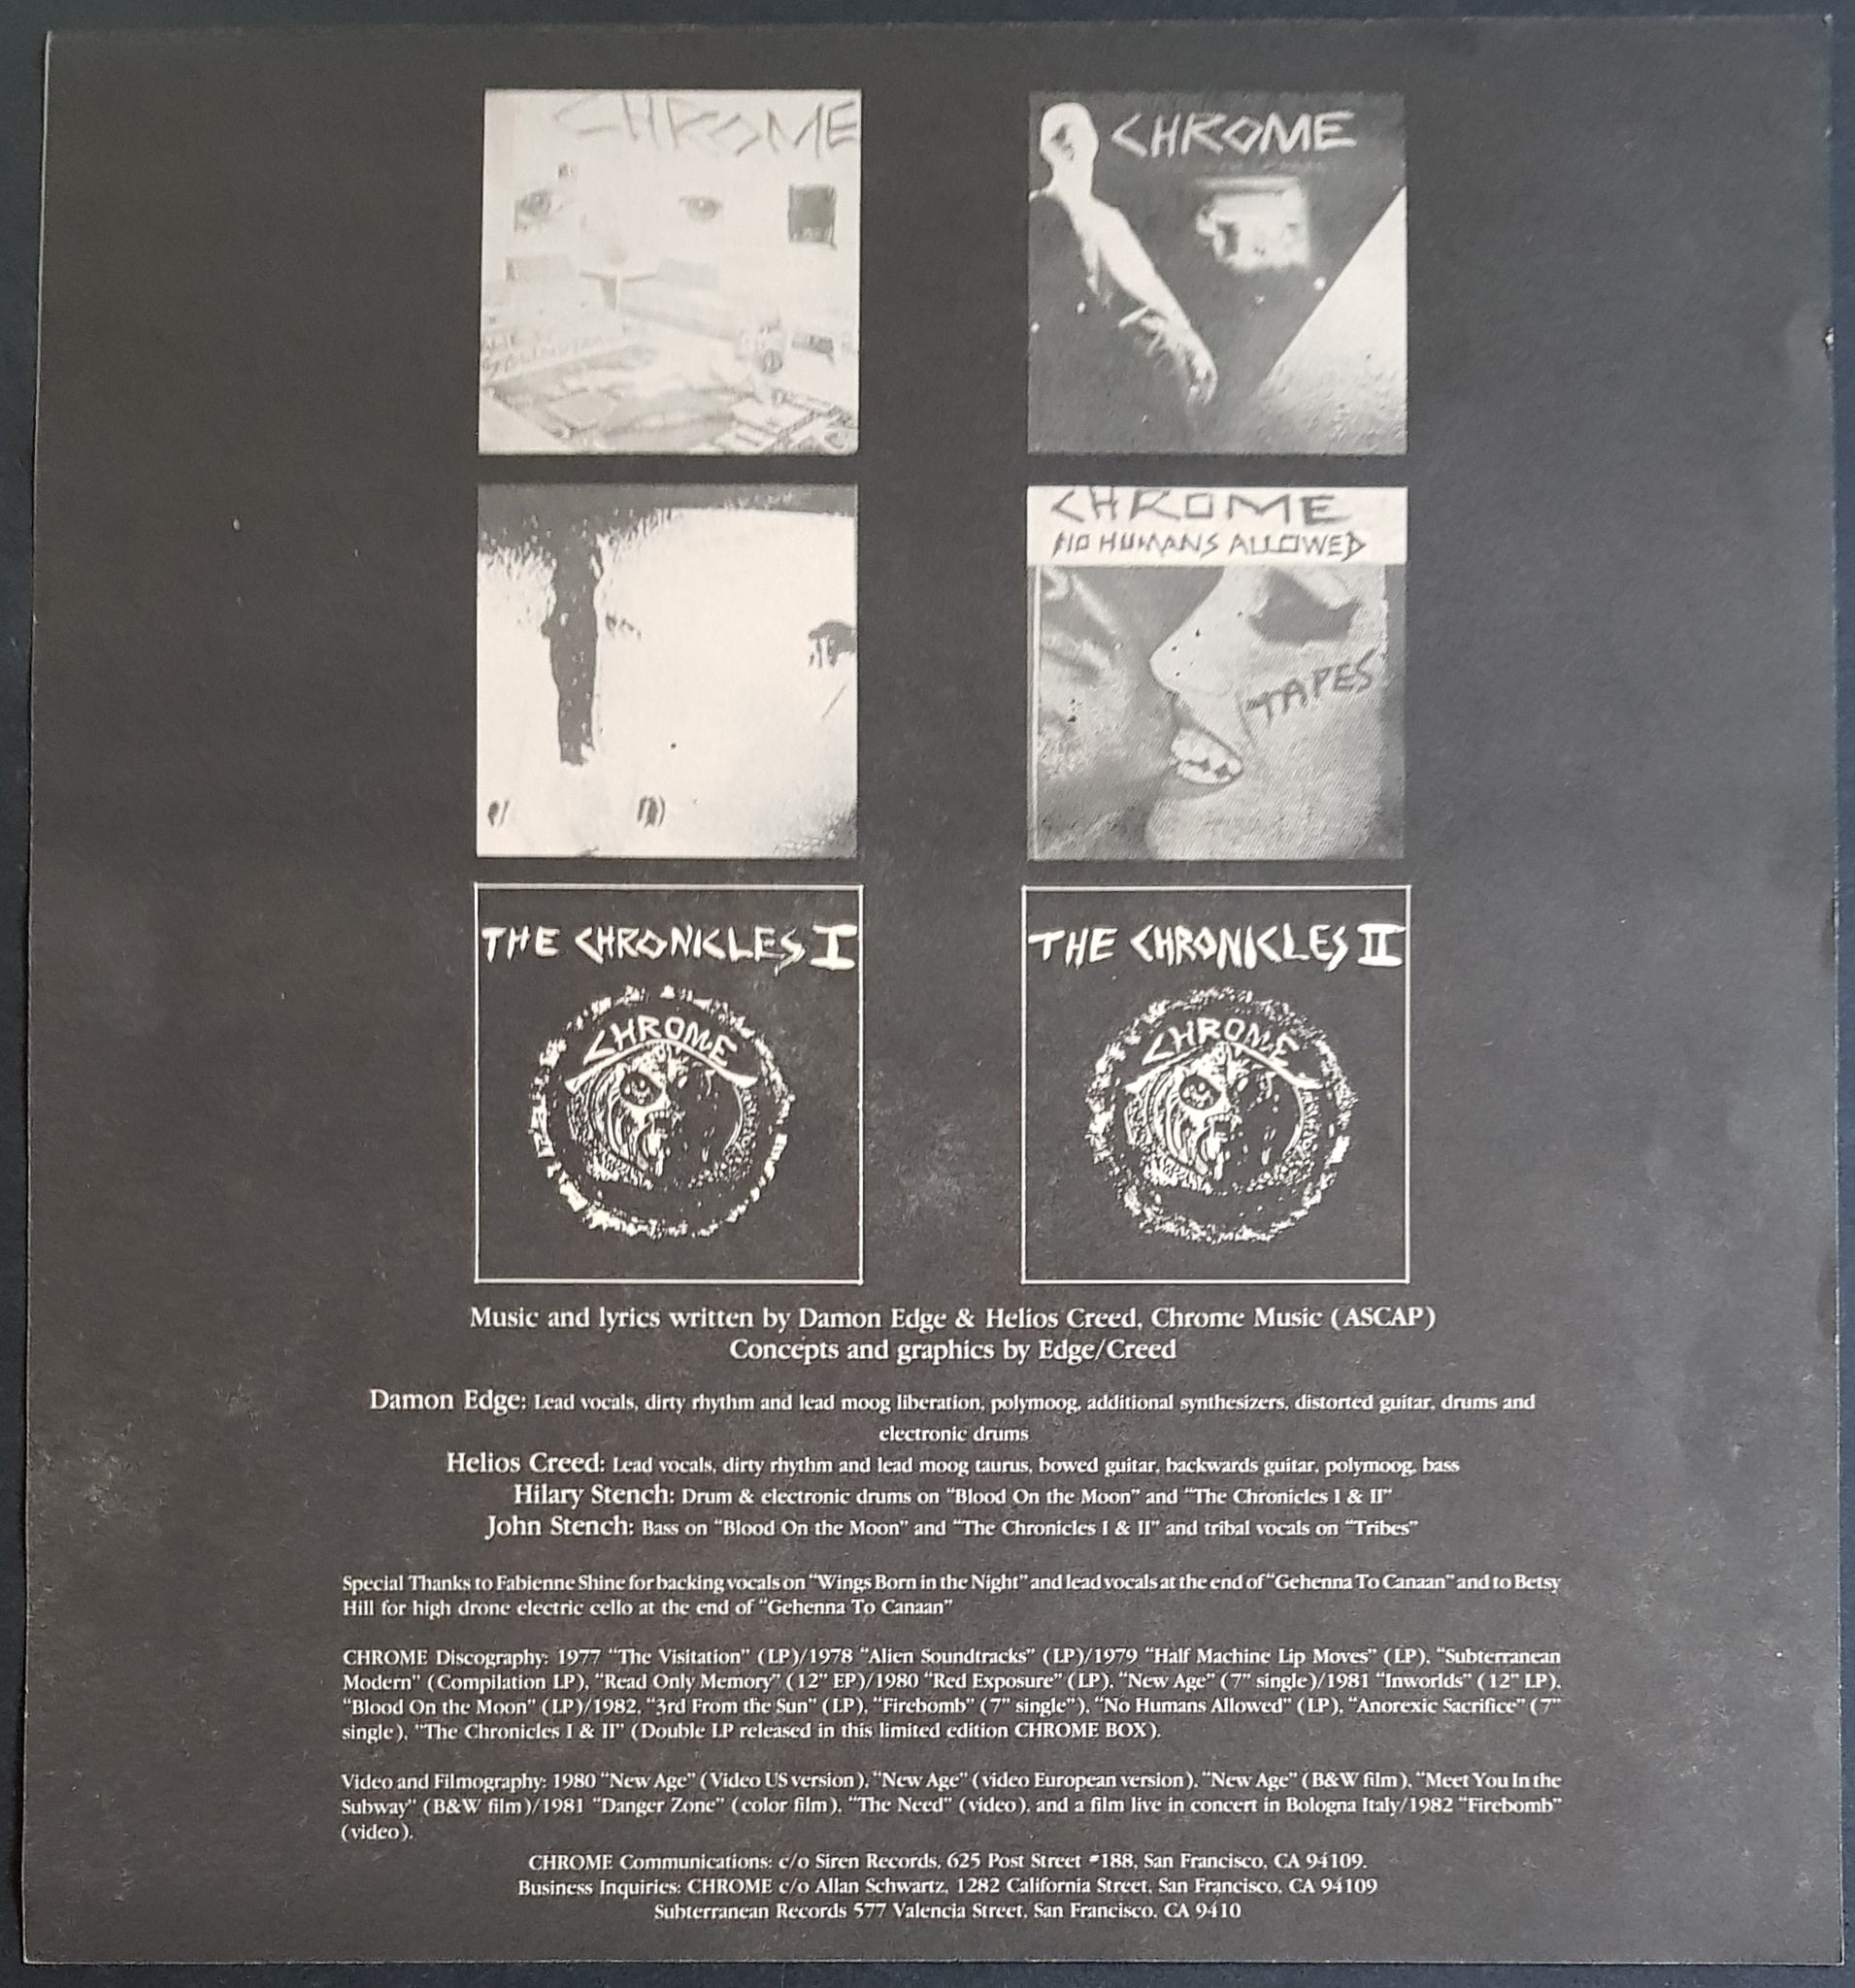 CHROME
CHROME
CHROME
NO HUMANS ALLOWED
TAPES
THE CHRONICLES I
CHROME
THE CHRONICLES II
CHROME
Music and lyrics written by Damon Edge & Helios Creed, Chrome Music (ASCAP)
Concepts and graphics by Edge/Creed
Damon Edge: Lead vocals, dirty rhythm and lead moog liberation, polymoog, additional synthesizers, distorted guitar, drums and
electronic drums
Helios Creed: Lead vocals, dirty rhythm and lead moog taurus, bowed guitar, backwards guitar, polymoog, bass
Hilary Stench: Drum & electronic drums on “Blood On the Moon” and “The Chronicles I & II”
John Stench: Bass on “Blood On the Moon” and “The Chronicles I & II” and tribal vocals on “Tribes”
Special Thanks to Fabienne Shine for backing vocals on “Wings Born in the Night” and lead vocals at the end of “Gehenna To Canaan” and to Betsy
Hill for high drone electric cello at the end of “Gehenna To Canaan”
CHROME Discography: 1977 “The Visitation” (LP)/1978 “Alien Soundtracks” (LP)/1979 “Half Machine Lip Moves” (LP), “Subterranean
Modern” (Compilation LP), “Read Only Memory” (12” EP)/1980 “Red Exposure” (LP), “New Age” (7” single)/1981 “Inworlds” (12” LP),
“Blood On the Moon” (LP)/1982, “3rd From the Sun” (LP), “Firebomb” (7” single”), “No Humans Allowed” (LP), “Anorexic Sacrifice” (7”
single), ”The Chronicles I & II” (Double LP released in this limited edition CHROME BOX).
Video and Filmography: 1980 “New Age” (Video US version), “New Age” (video European version), “New Age” (B&W film), “Meet You In the
Subway” (B&W film)/1981 “Danger Zone” (color film), “The Need” (video), and a film live in concert in Bologna Italy/1982 “Firebomb”
(video).
CHROME Communications: c/o Siren Records, 625 Post Street #188, San Francisco, CA 94109.
Business Inquiries: CHROME c/o Allan Schwartz, 1282 California Street, San Francisco, CA 94109
Subterranean Records 577 Valencia Street, San Francisco, CA 9410